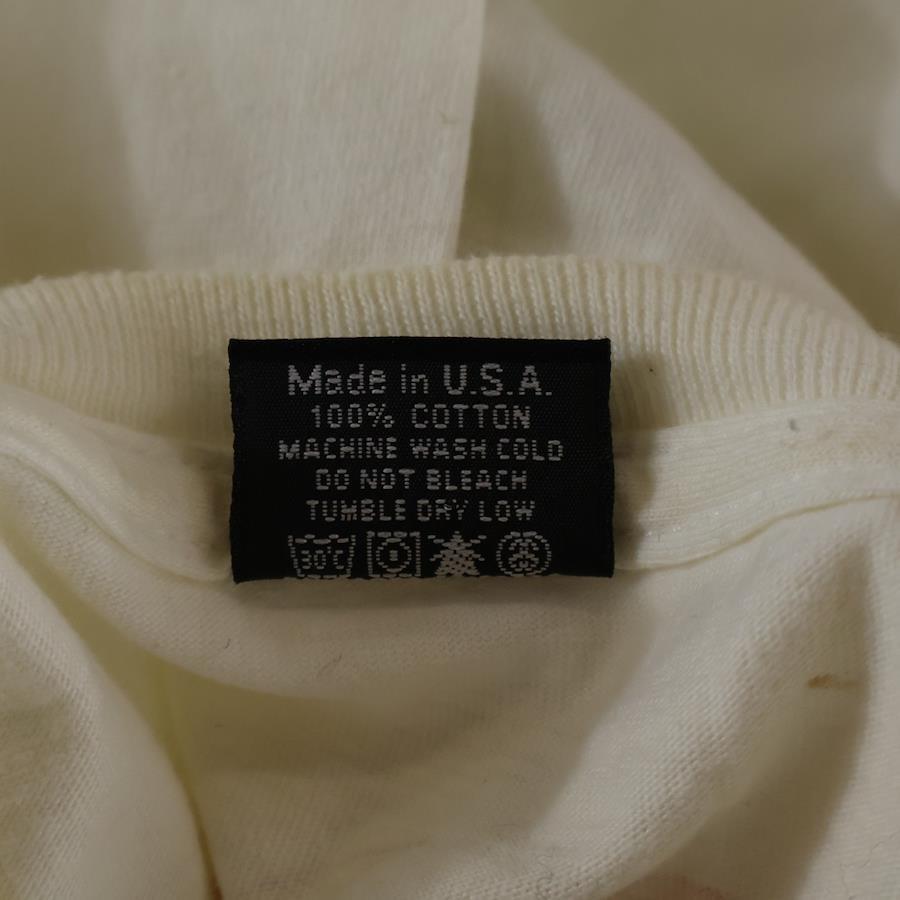 Made in U.S.A.
100% COTTON
MACHINE WASH COLD
DO NOT BLEACH
TUMBLE DRY LOW
30°C